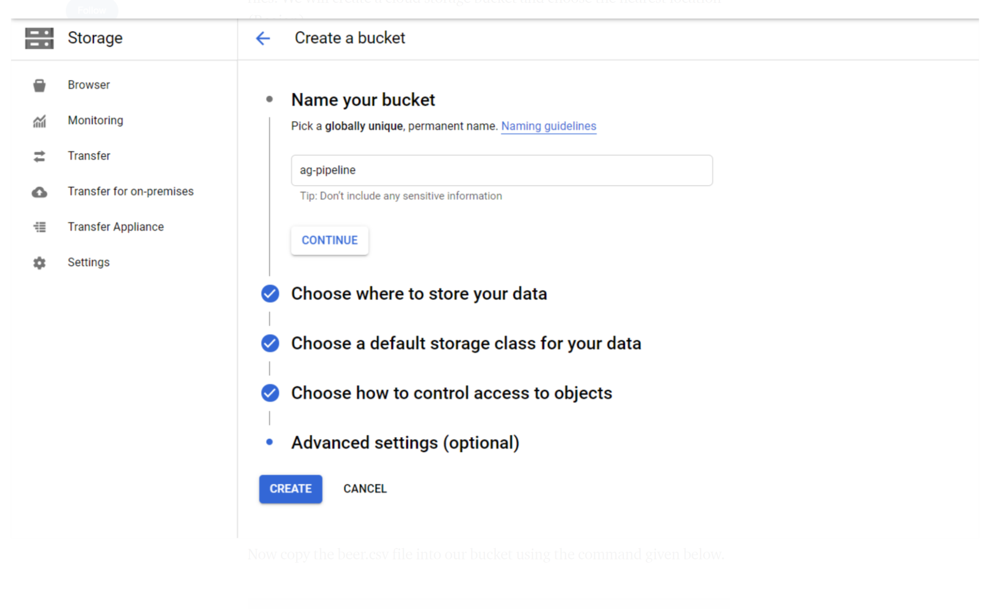 Follow
files. We will create a cloud storage bucket and choose the nearest location
Storage
Create a bucket
Browser
Monitoring
Transfer
Transfer for on-premises
Transfer Appliance
Settings
Name your bucket
Pick a globally unique, permanent name. Naming guidelines
ag-pipeline
Tip: Don't include any sensitive information
CONTINUE
Choose where to store your data
Choose a default storage class for your data
Choose how to control access to objects
Advanced settings (optional)
CREATE
CANCEL
Now copy the beer.csv file into our bucket using the command given below.